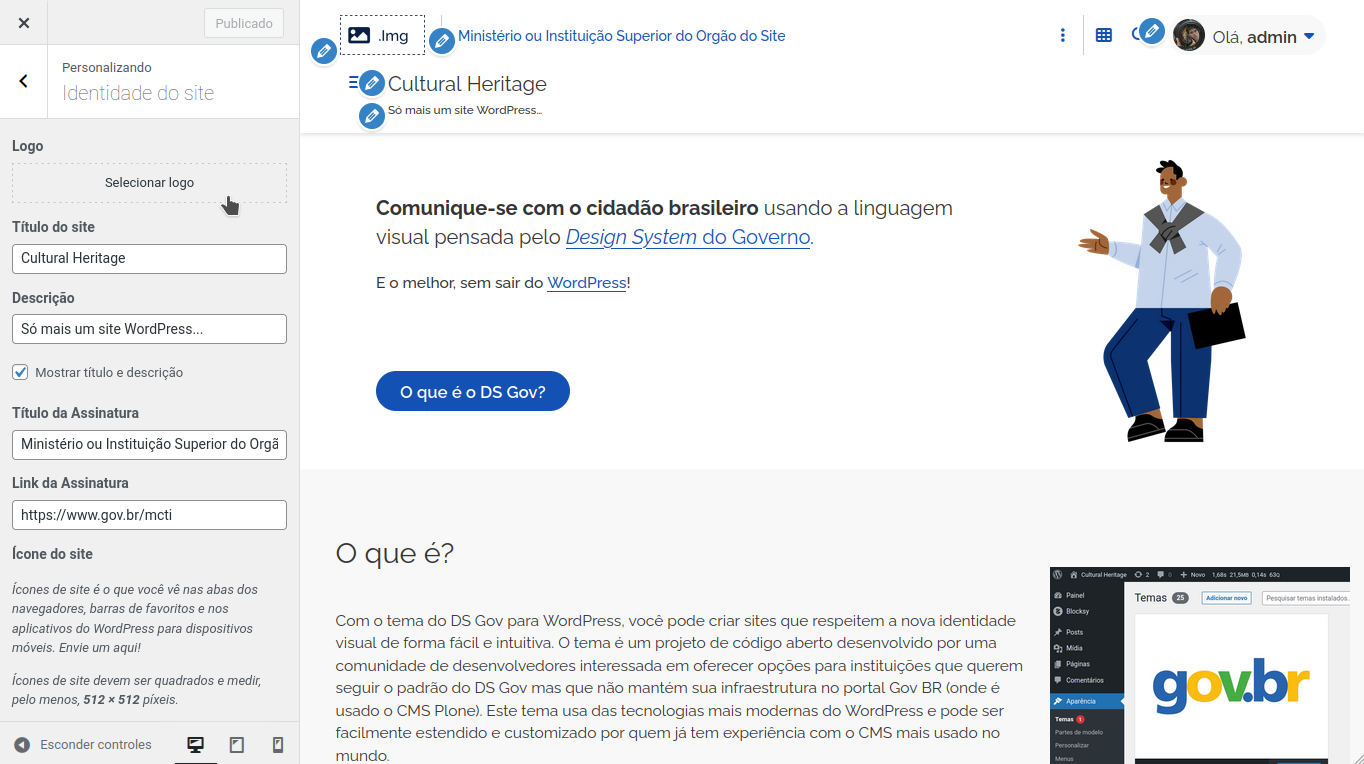 Publicado
Personalizando
Identidade do site
Logo
Selecionar logo
Título do site
Cultural Heritage
Descrição
Só mais um site WordPress...
Mostrar título e descrição
Título da Assinatura
Ministério ou Instituição Superior do Orgã
Link da Assinatura
https://www.gov.br/mcti
Ícone do site
Ícones de site é o que você vê nas abas dos
navegadores, barras de favoritos e nos
aplicativos do WordPress para dispositivos
móveis. Envie um aqui!
Ícones de site devem ser quadrados e medir,
pelo menos, 512 × 512 píxeis.
Esconder controles
.Img
Ministério ou Instituição Superior do Orgão do Site
Olá, admin
Cultural Heritage
Só mais um site WordPress...
Comunique-se com o cidadão brasileiro usando a linguagem
visual pensada pelo Design System do Governo.
E o melhor, sem sair do WordPress!
O que é o DS Gov?
O que é?
Com o tema do DS Gov para WordPress, você pode criar sites que respeitem a nova identidade
visual de forma fácil e intuitiva. O tema é um projeto de código aberto desenvolvido por uma
comunidade de desenvolvedores interessada em oferecer opções para instituições que querem
seguir o padrão do DS Gov mas que não mantém sua infraestrutura no portal Gov BR (onde é
usado o CMS Plone). Este tema usa das tecnologias mais modernas do WordPress e pode ser
facilmente estendido e customizado por quem já tem experiência com o CMS mais usado no
mundo.
Cultural Heritage 2 0 Novo 1,68s 21,5MB 0,14s 63Q
Painel
Blocksy
Posts
Mídia
Páginas
Comentários
Aparência
Temas 1
Partes de modelo
Personalizar
Menus
Temas 25 Adicionar novo Pesquisar temas instalados..
gov.br